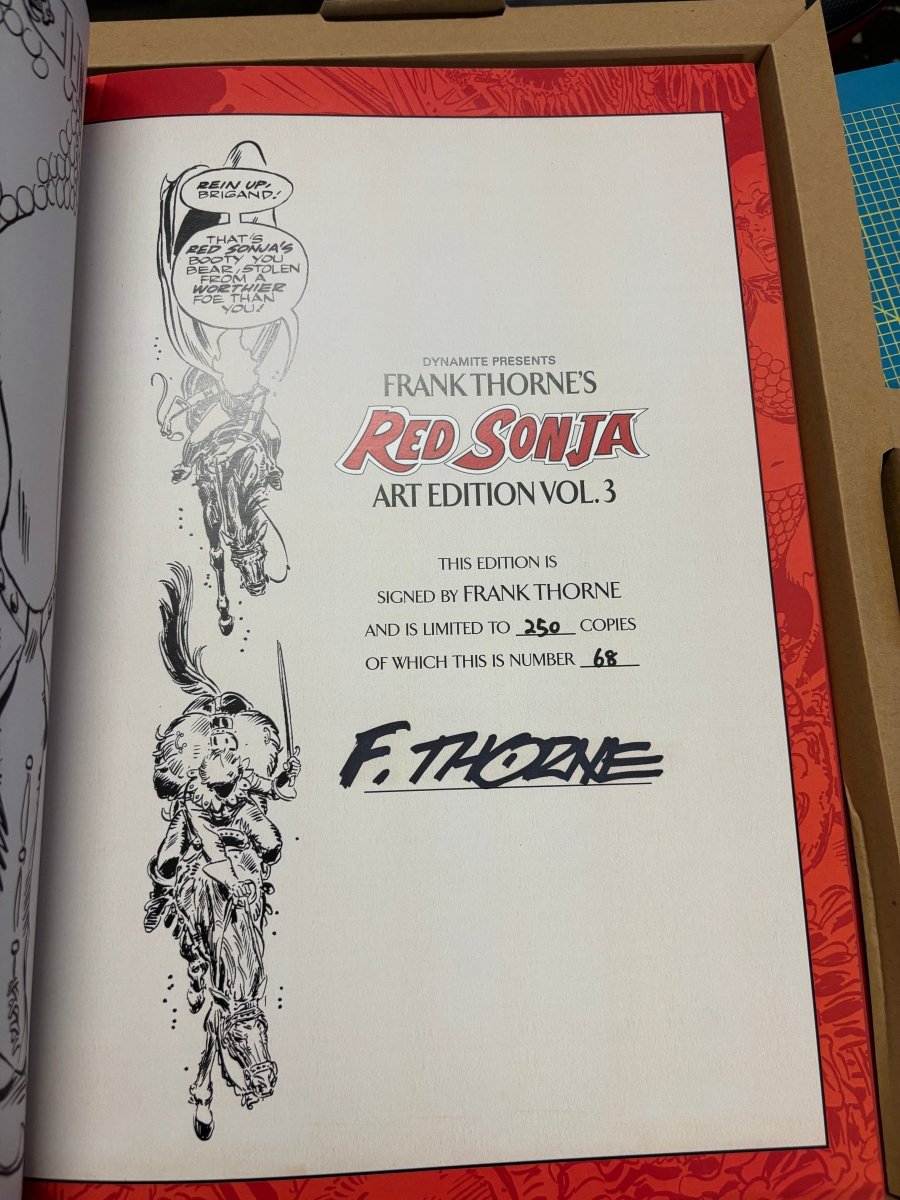 REIN UP,
BRIGAND!
THAT'S
RED SONJA'S
BOOTY YOU
BEAR, STOLEN
FROM A
WORTHIER
FOE THAN
YOU!
DYNAMITE PRESENTS
FRANK THORNE'S
RED SONJA
ART EDITION VOL. 3
THIS EDITION IS
SIGNED BY FRANK THORNE
AND IS LIMITED TO 250 COPIES
OF WHICH THIS IS NUMBER 68
F. THORNE